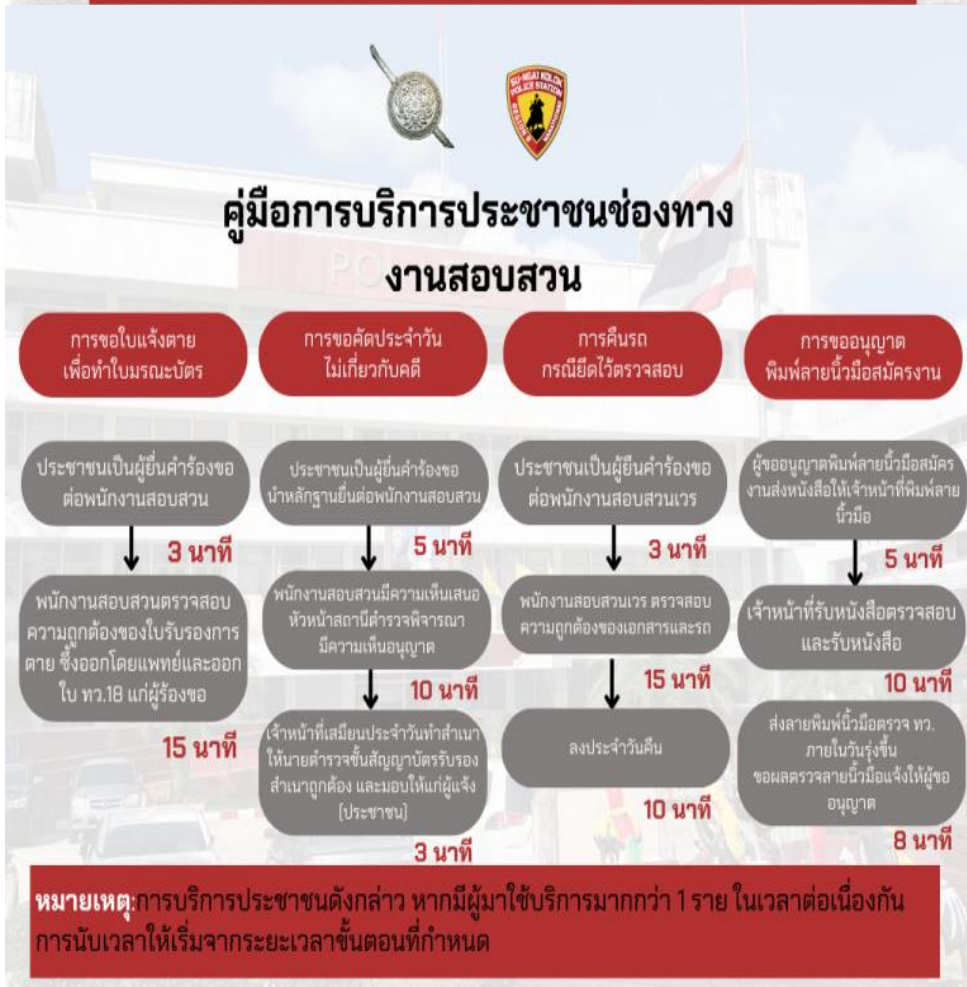 SU-NGAI KOLOK
POLICE STATION
คู่มือการบริการประชาชนช่องทาง
งานสอบสวน
การขอใบแจ้งตาย
เพื่อทำใบมรณะบัตร
ประชาชนเป็นผู้ยื่นคำร้องขอ
ต่อพนักงานสอบสวน
3 นาที
พนักงานสอบสวนตรวจสอบ
ความถูกต้องของใบรับรองการ
ตาย ซึ่งออกโดยแพทย์และออก
ใบ ทว.18 แก่ผู้ร้องขอ
15 นาที
การขอคัดประจำวัน
ไม่เกี่ยวกับคดี
ประชาชนเป็นผู้ยื่นคำร้องขอ
นำหลักฐานยื่นต่อพนักงานสอบสวน
5 นาที
พนักงานสอบสวนมีความเห็นเสนอ
หัวหน้าสถานีตำรวจพิจารณา
มีความเห็นอนุญาต
10 นาที
เจ้าหน้าที่เสมียนประจำวันทำสำเนา
ให้นายตำรวจชั้นสัญญาบัตรรับรอง
สำเนาถูกต้อง และมอบให้แก่ผู้แจ้ง
(ประชาชน)
3 นาที
การคืนรถ
กรณียึดไว้ตรวจสอบ
ประชาชนเป็นผู้ยืนคำร้องขอ
ต่อพนักงานสอบสวนเวร
3 นาที
พนักงานสอบสวนเวร ตรวจสอบ
ความถูกต้องของเอกสารและรถ
15 นาที
ลงประจำวันคืน
10 นาที
การขออนุญาต
พิมพ์ลายนิ้วมือสมัครงาน
ผู้ขออนุญาตพิมพ์ลายนิ้วมือสมัคร
งานส่งหนังสือให้เจ้าหน้าที่พิมพ์ลาย
นิ้วมือ
5 นาที
เจ้าหน้าที่รับหนังสือตรวจสอบ
และรับหนังสือ
10 นาที
ส่งลายพิมพ์นิ้วมือตรวจ ทว.
ภายในวันรุ่งขึ้น
ขอผลตรวจลายนิ้วมือแจ้งให้ผู้ขอ
อนุญาต
8 นาที
หมายเหตุ:การบริการประชาชนดังกล่าว หากมีผู้มาใช้บริการมากกว่า 1 ราย ในเวลาต่อเนื่องกัน
การนับเวลาให้เริ่มจากระยะเวลาขั้นตอนที่กำหนด